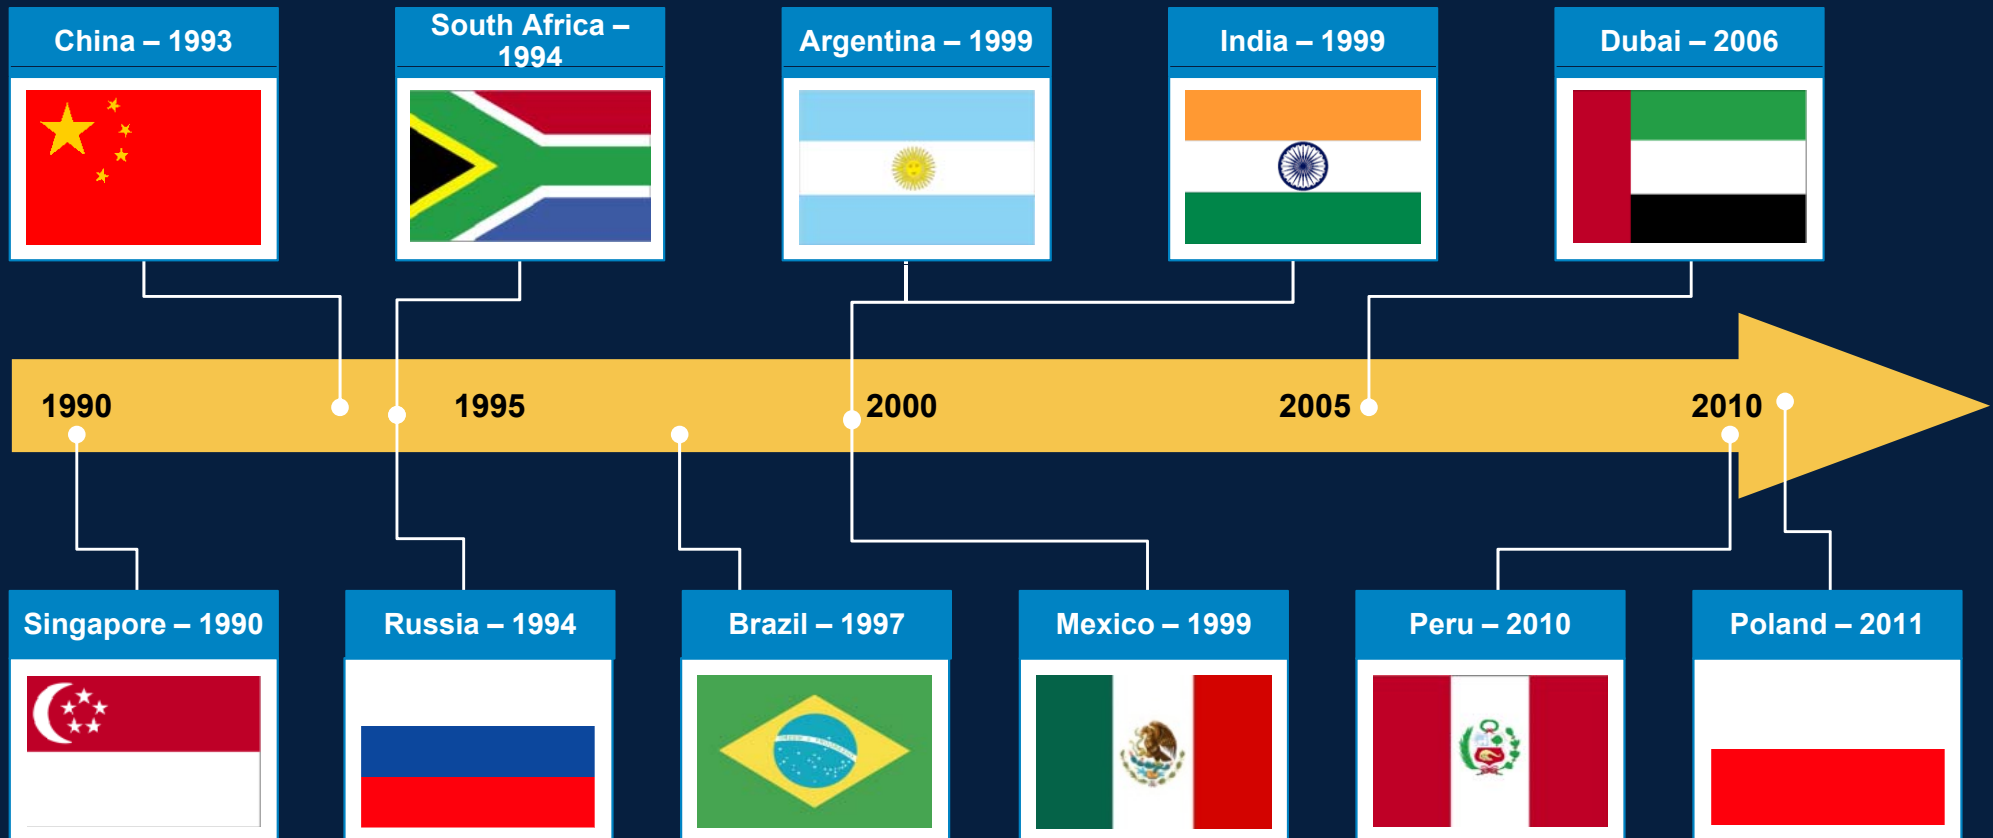 China – 1993
South Africa –
1994
Argentina – 1999
India – 1999
Dubai – 2006
1990
1995
2000
2005
2010
Singapore – 1990
Russia – 1994
Brazil – 1997
Mexico – 1999
Peru – 2010
Poland – 2011